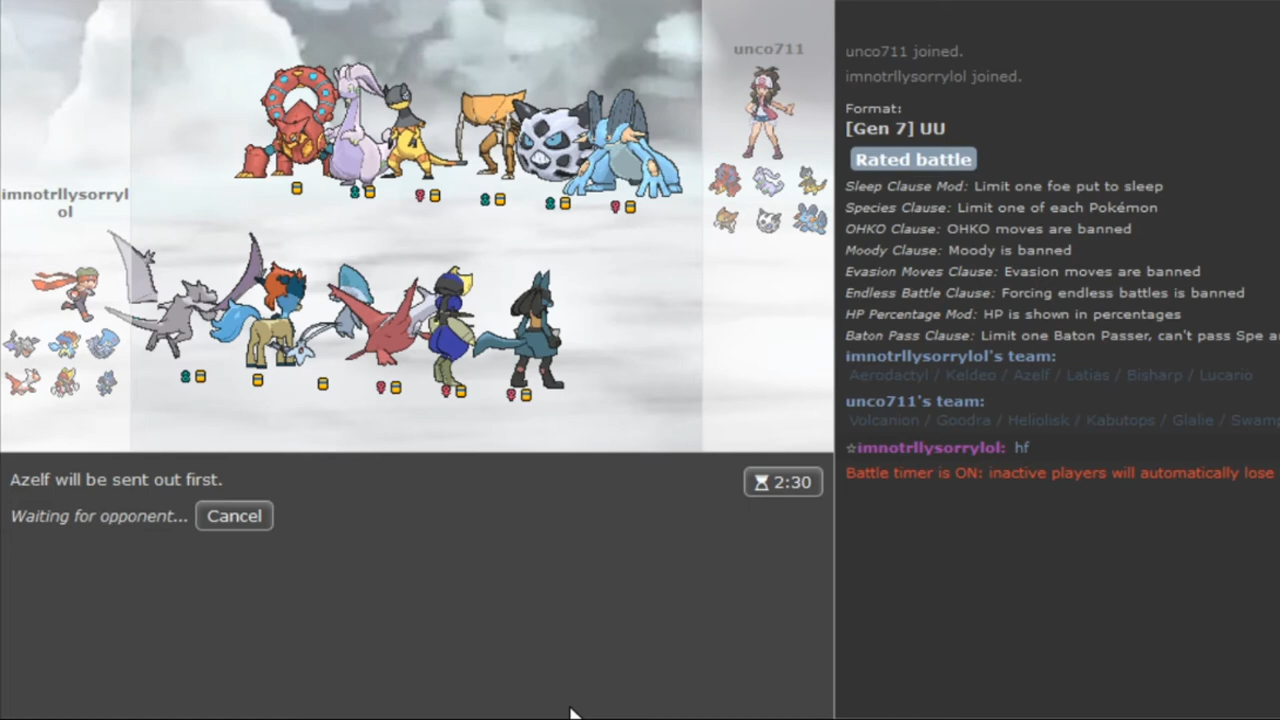 unco711
imnotrllysorryl
ol
Azelf will be sent out first.
2:30
Waiting for opponent...
Cancel
unco711 joined.
imnotrllysorrylol joined.
Format:
[Gen 7] UU
Rated battle
Sleep Clause Mod: Limit one foe put to sleep
Species Clause: Limit one of each Pokémon
OHKO Clause: OHKO moves are banned
Moody Clause: Moody is banned
Evasion Moves Clause: Evasion moves are banned
Endless Battle Clause: Forcing endless battles is banned
HP Percentage Mod: HP is shown in percentages
Baton Pass Clause: Limit one Baton Passer, can't pass Spe a
imnotrllysorrylol's team:
Aerodactyl / Keldeo / Azelf / Latias / Bisharp / Lucario
unco711's team:
Volcanion / Goodra / Heliolisk / Kabutops / Glalie / Swamp
☆imnotrllysorrylol: hf
Battle timer is ON: inactive players will automatically lose